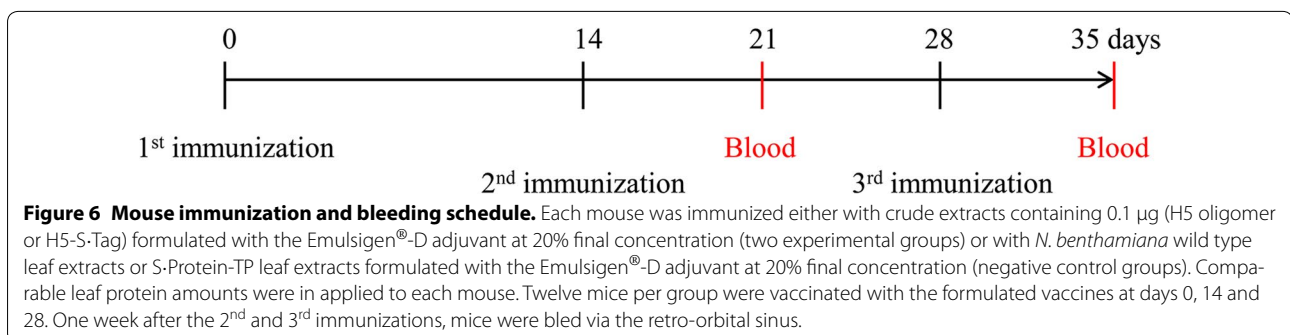 0 14 21 28 35 days
1st immunization Blood Blood
2nd immunization 3rd immunization
Figure 6 Mouse immunization and bleeding schedule. Each mouse was immunized either with crude extracts containing 0.1 µg (H5 oligomer
or H5-S·Tag) formulated with the Emulsigen®-D adjuvant at 20% final concentration (two experimental groups) or with N. benthamiana wild type
leaf extracts or S·Protein-TP leaf extracts formulated with the Emulsigen®-D adjuvant at 20% final concentration (negative control groups). Compa-
rable leaf protein amounts were in applied to each mouse. Twelve mice per group were vaccinated with the formulated vaccines at days 0, 14 and
28. One week after the 2nd and 3rd immunizations, mice were bled via the retro-orbital sinus.